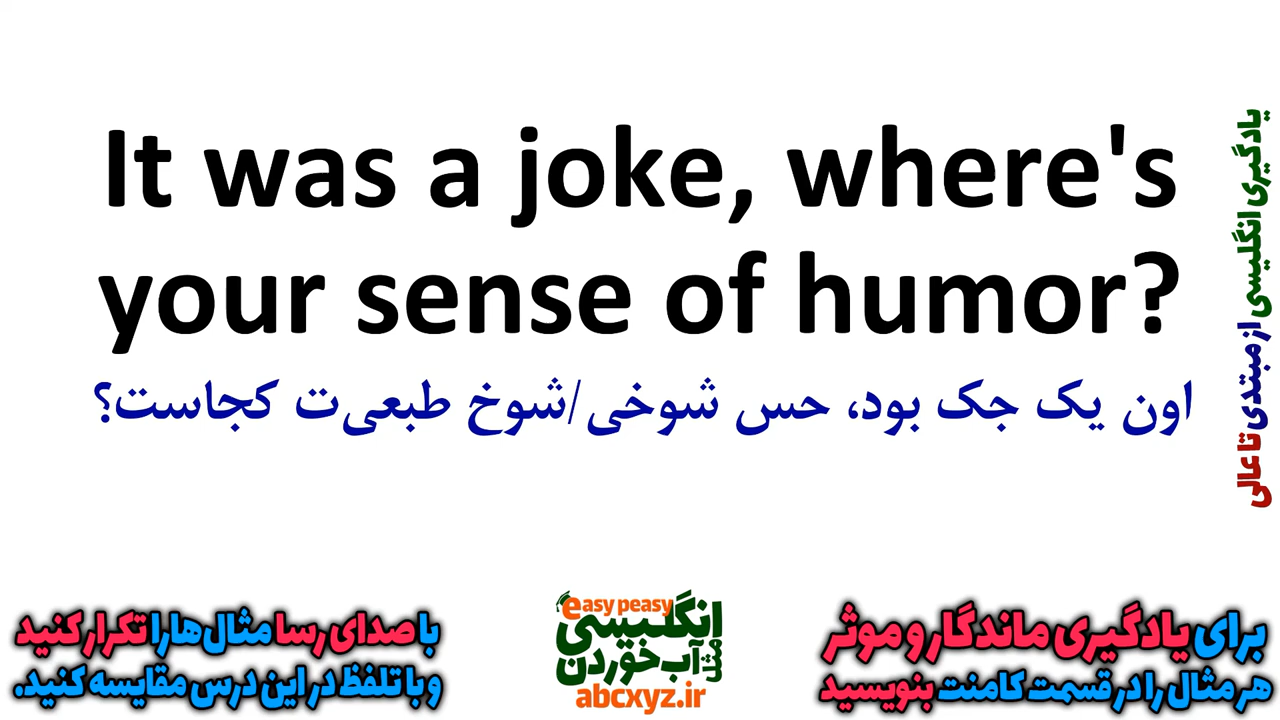 It was a joke, where's
your sense of humor?
اون یک جک بود، حس شوخی/شوخ طبعی‌ت کجاست؟
یادگیری انگلیسی از مبتدی تا عالی
با صدای رسا مثال‌ها را تکرار کنید
و با تلفظ در این درس مقایسه کنید.
easy peasy
انگلیسی
مثل
آب خوردن
abcxyz.ir
برای یادگیری ماندگار و موثر
هر مثال را در قسمت کامنت بنویسید